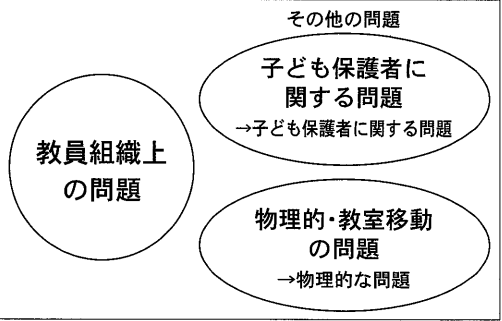 その他の問題
子ども保護者に
関する問題
→子ども保護者に関する問題
教員組織上
の問題
物理的・教室移動
の問題
→物理的な問題